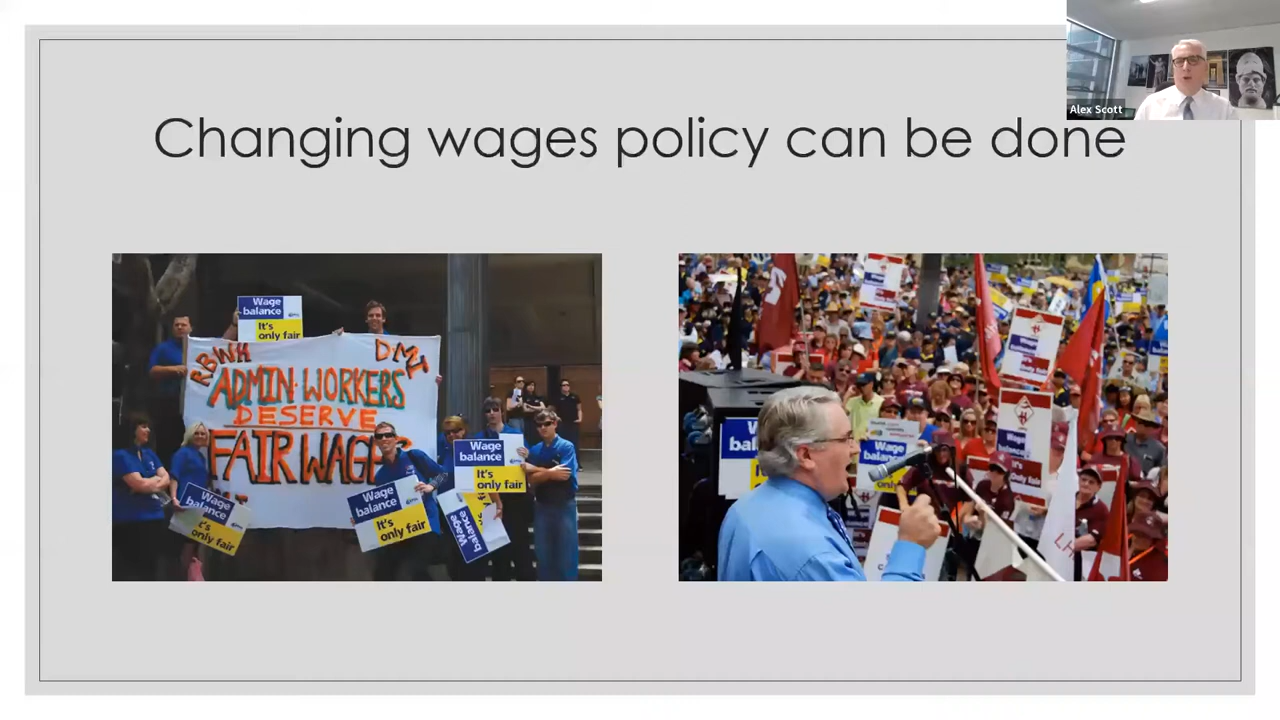 Alex Scott
Changing wages policy can be done
Wage
balance
It's
only fair
RBWH
DMI
ADMIN WORKERS
DESERVE
FAIR WAGE
Wage
balance
It's
only fair
Wage
balance
It's
only fair
Wage
balance
It's
only fair
Wage
balance
Wage
balance
It's
only fair